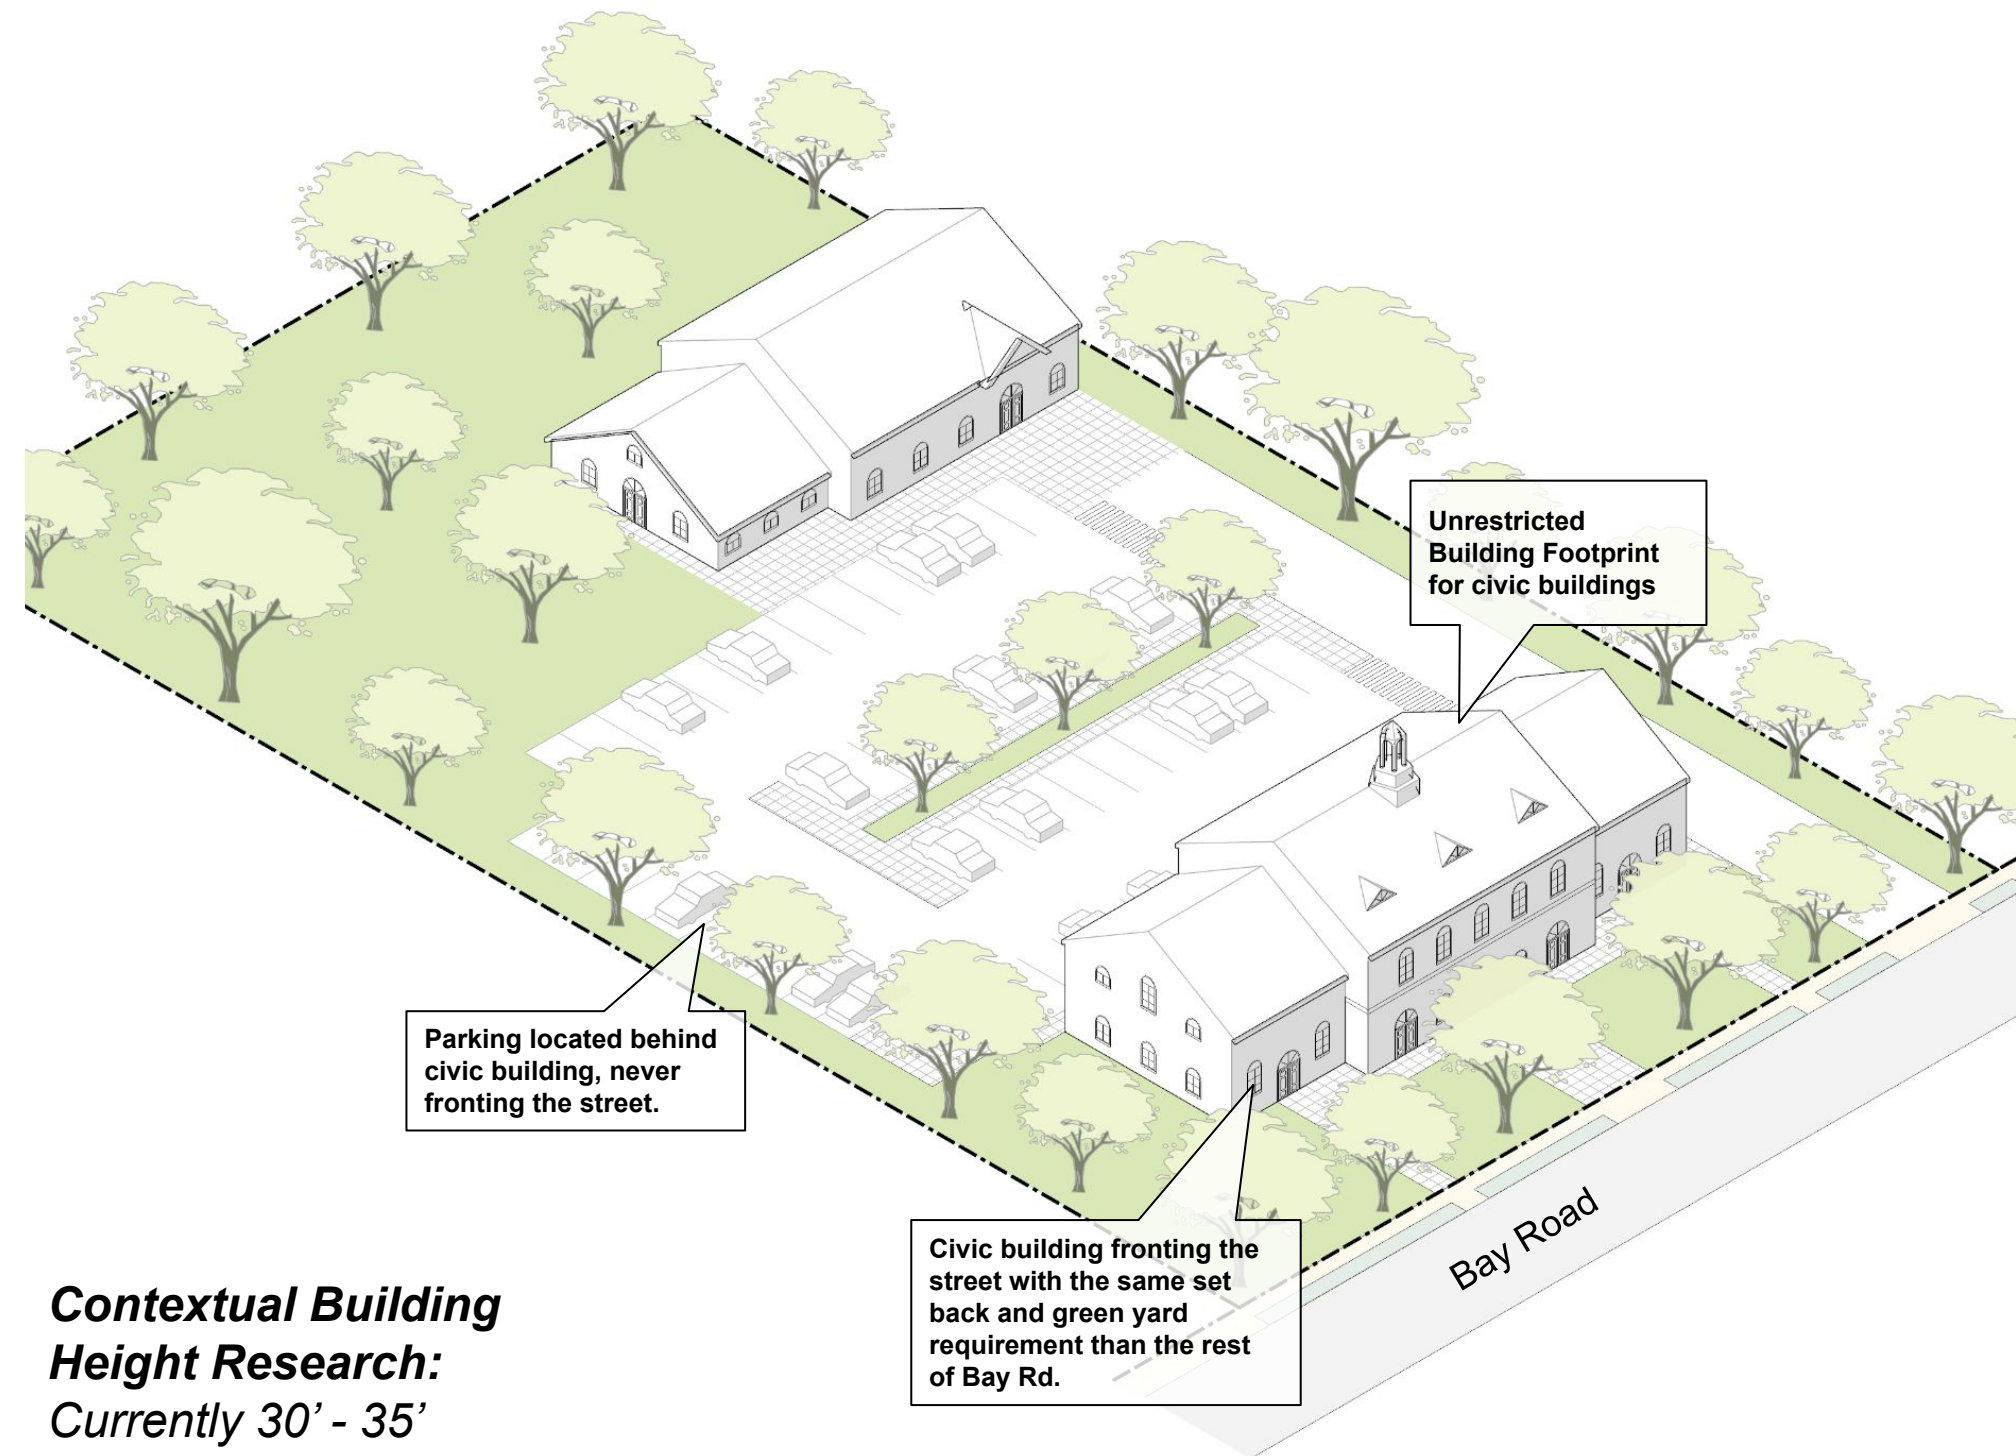 Unrestricted
Building Footprint
for civic buildings
Parking located behind
civic building, never
fronting the street.
Civic building fronting the
street with the same set
back and green yard
requirement than the rest
of Bay Rd.
Bay Road
Contextual Building
Height Research:
Currently 30’ - 35’